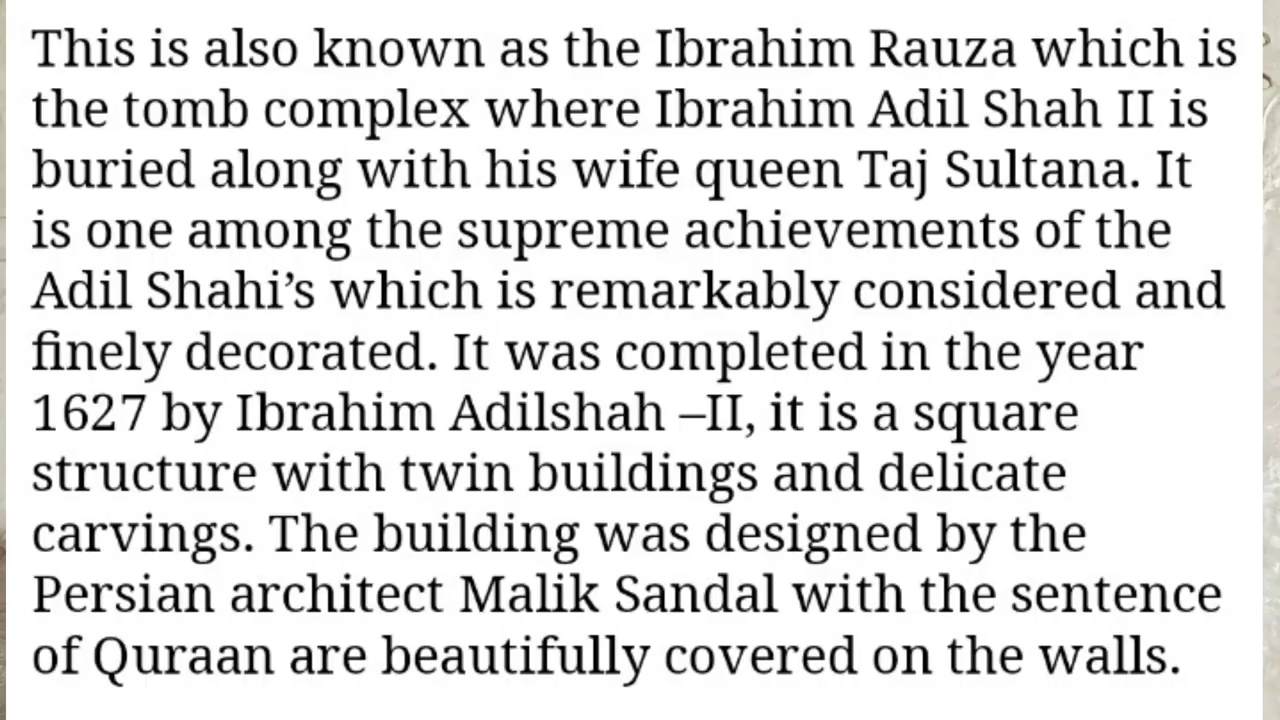 This is also known as the Ibrahim Rauza which is
the tomb complex where Ibrahim Adil Shah II is
buried along with his wife queen Taj Sultana. It
is one among the supreme achievements of the
Adil Shahi’s which is remarkably considered and
finely decorated. It was completed in the year
1627 by Ibrahim Adilshah –II, it is a square
structure with twin buildings and delicate
carvings. The building was designed by the
Persian architect Malik Sandal with the sentence
of Quraan are beautifully covered on the walls.